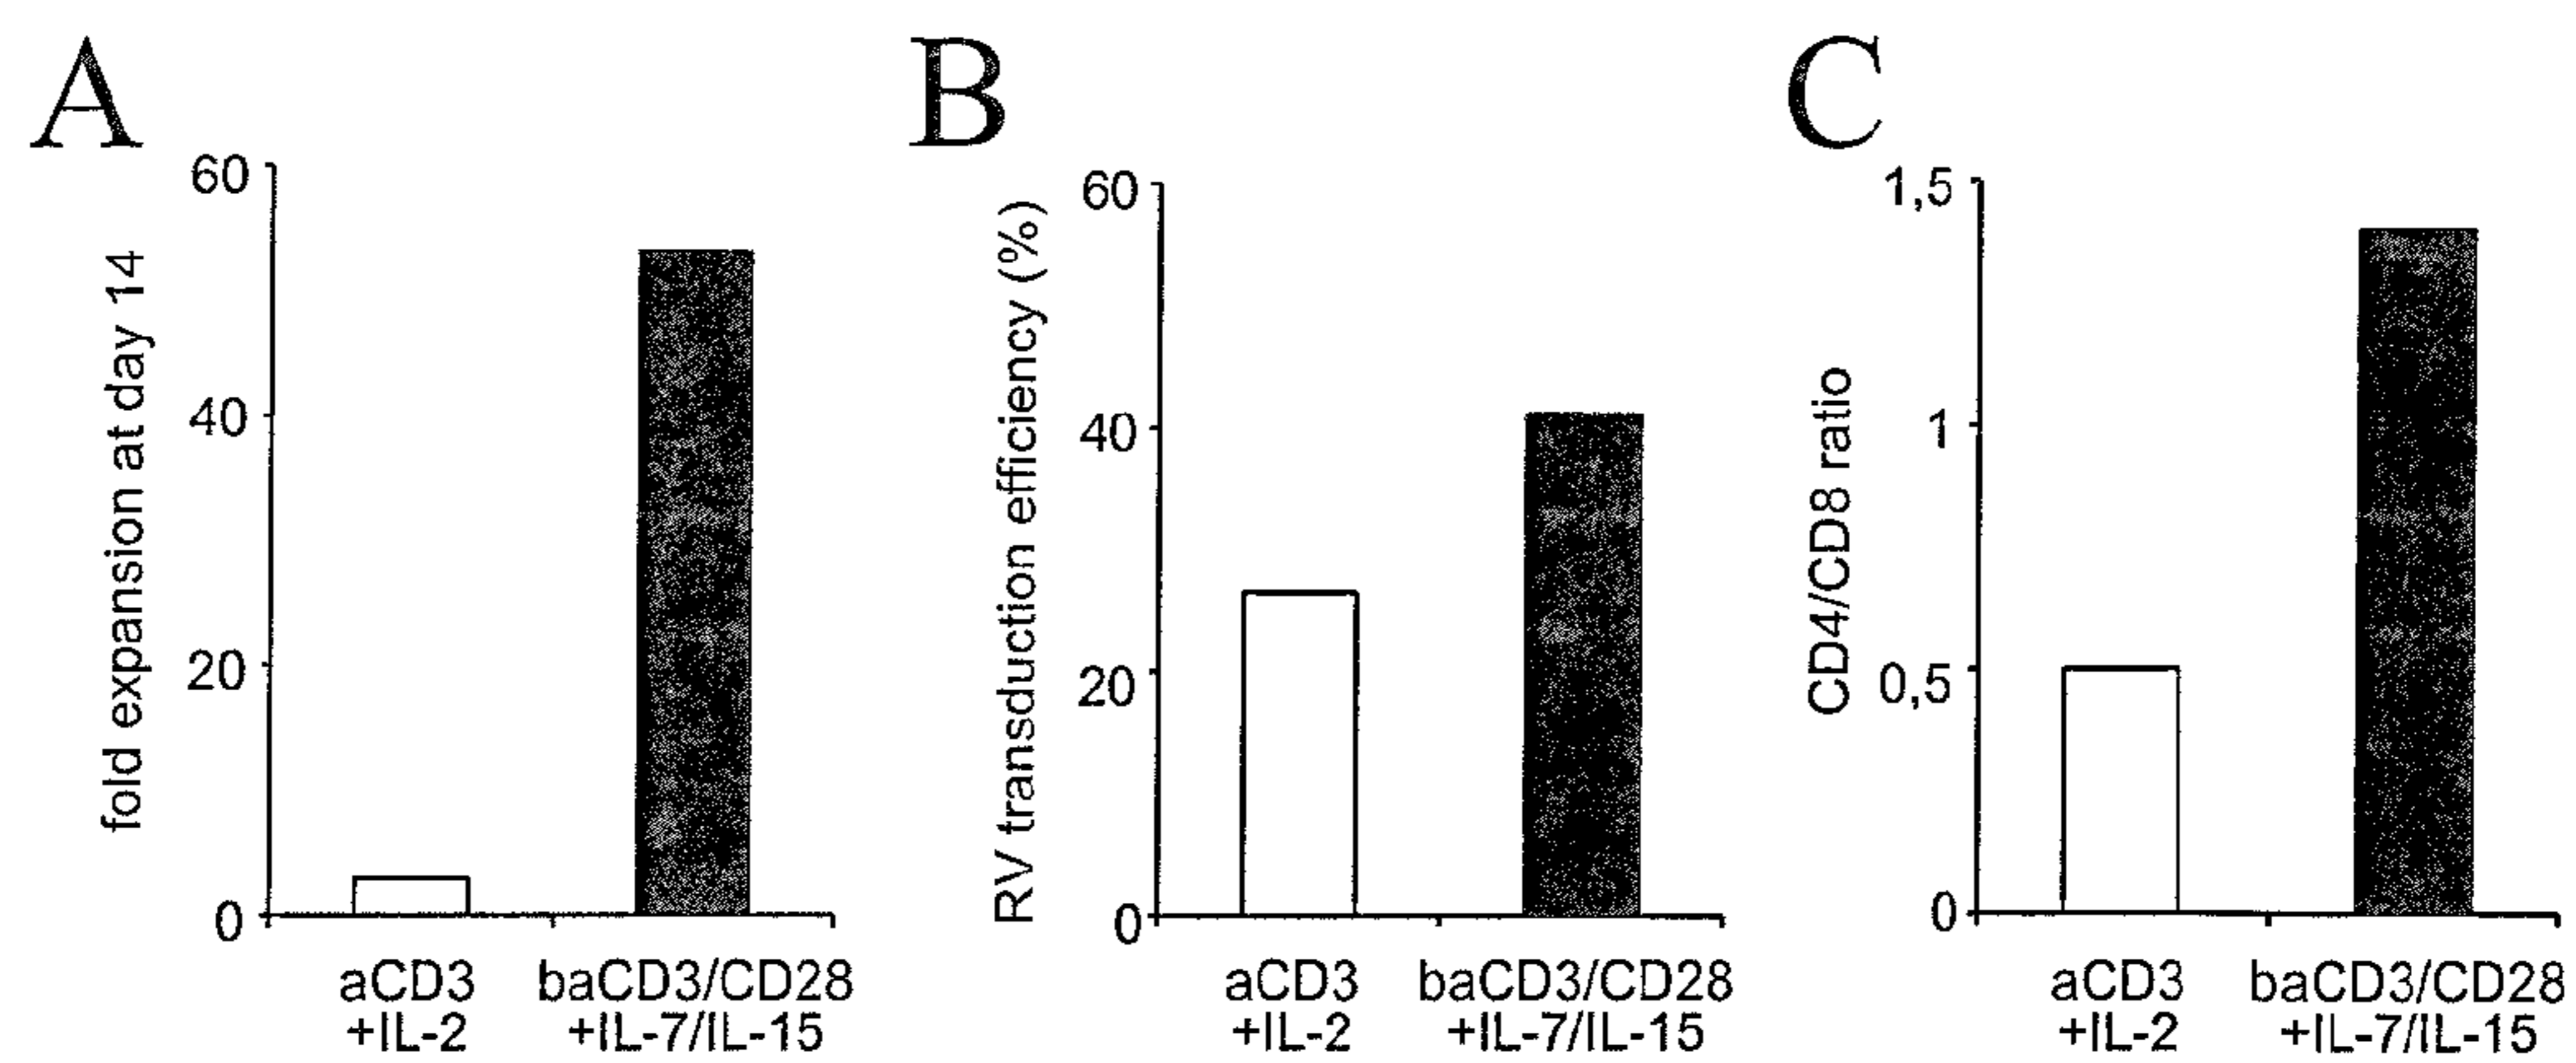 A
fold expansion at day 14
60
40
20
0
aCD3
+IL-2
baCD3/CD28
+IL-7/IL-15
B
RV transduction efficiency (%)
60
40
20
0
aCD3
+IL-2
baCD3/CD28
+IL-7/IL-15
C
CD4/CD8 ratio
1,5
1
0,5
0
aCD3
+IL-2
baCD3/CD28
+IL-7/IL-15